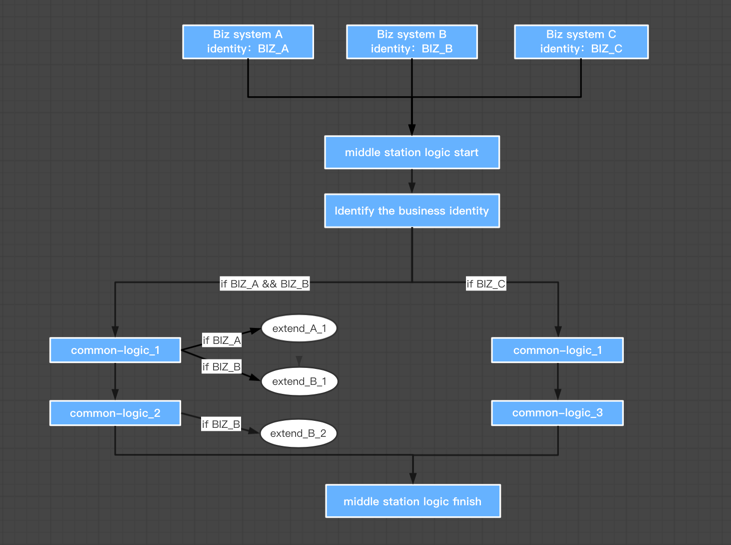 Biz system A
identity: BIZ_A
Biz system B
identity: BIZ_B
Biz system C
identity: BIZ_C
middle station logic start
Identify the business identity
if BIZ_A && BIZ_B
if BIZ_C
common-logic_1
if BIZ_A
extend_A_1
if BIZ_B
extend_B_1
common-logic_1
common-logic_2
if BIZ_B
extend_B_2
common-logic_3
middle station logic finish